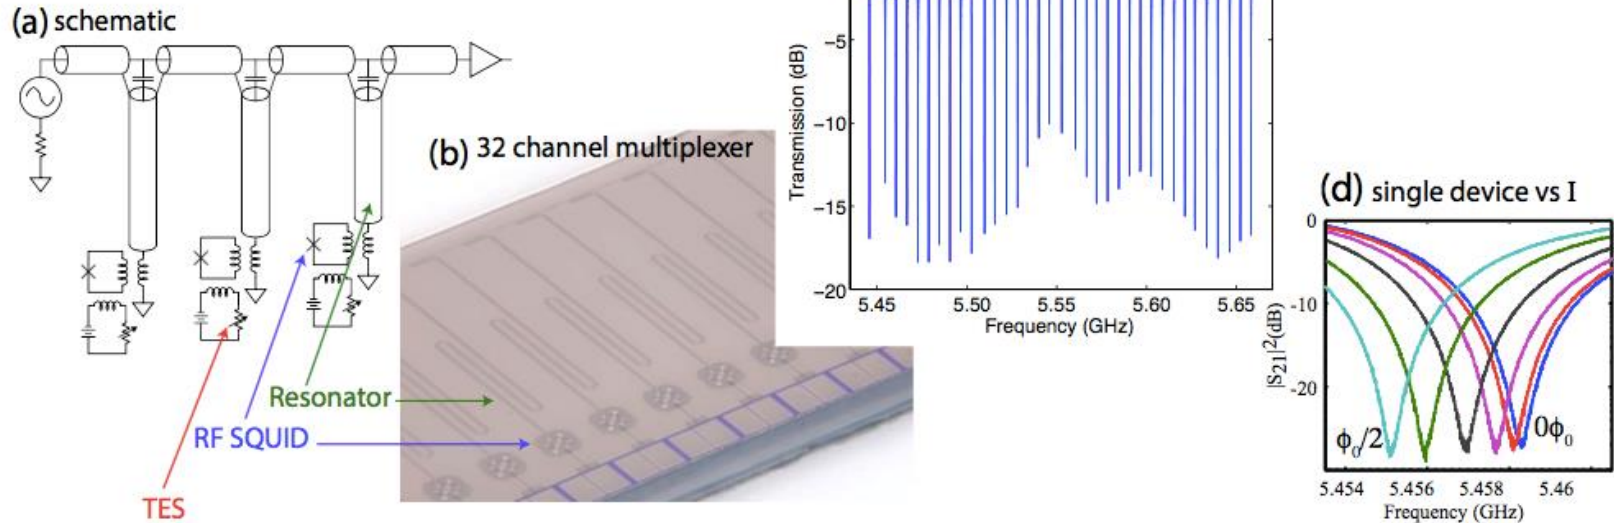 (a) schematic
(b) 32 channel multiplexer
Resonator
RF SQUID
TES
Transmission (dB)
−5
−10
−15
−20
5.45 5.50 5.55 5.60 5.65
Frequency (GHz)
(d) single device vs I
|S21|²(dB)
0
-10
-20
ϕ₀/2
0ϕ₀
5.454 5.456 5.458 5.46
Frequency (GHz)